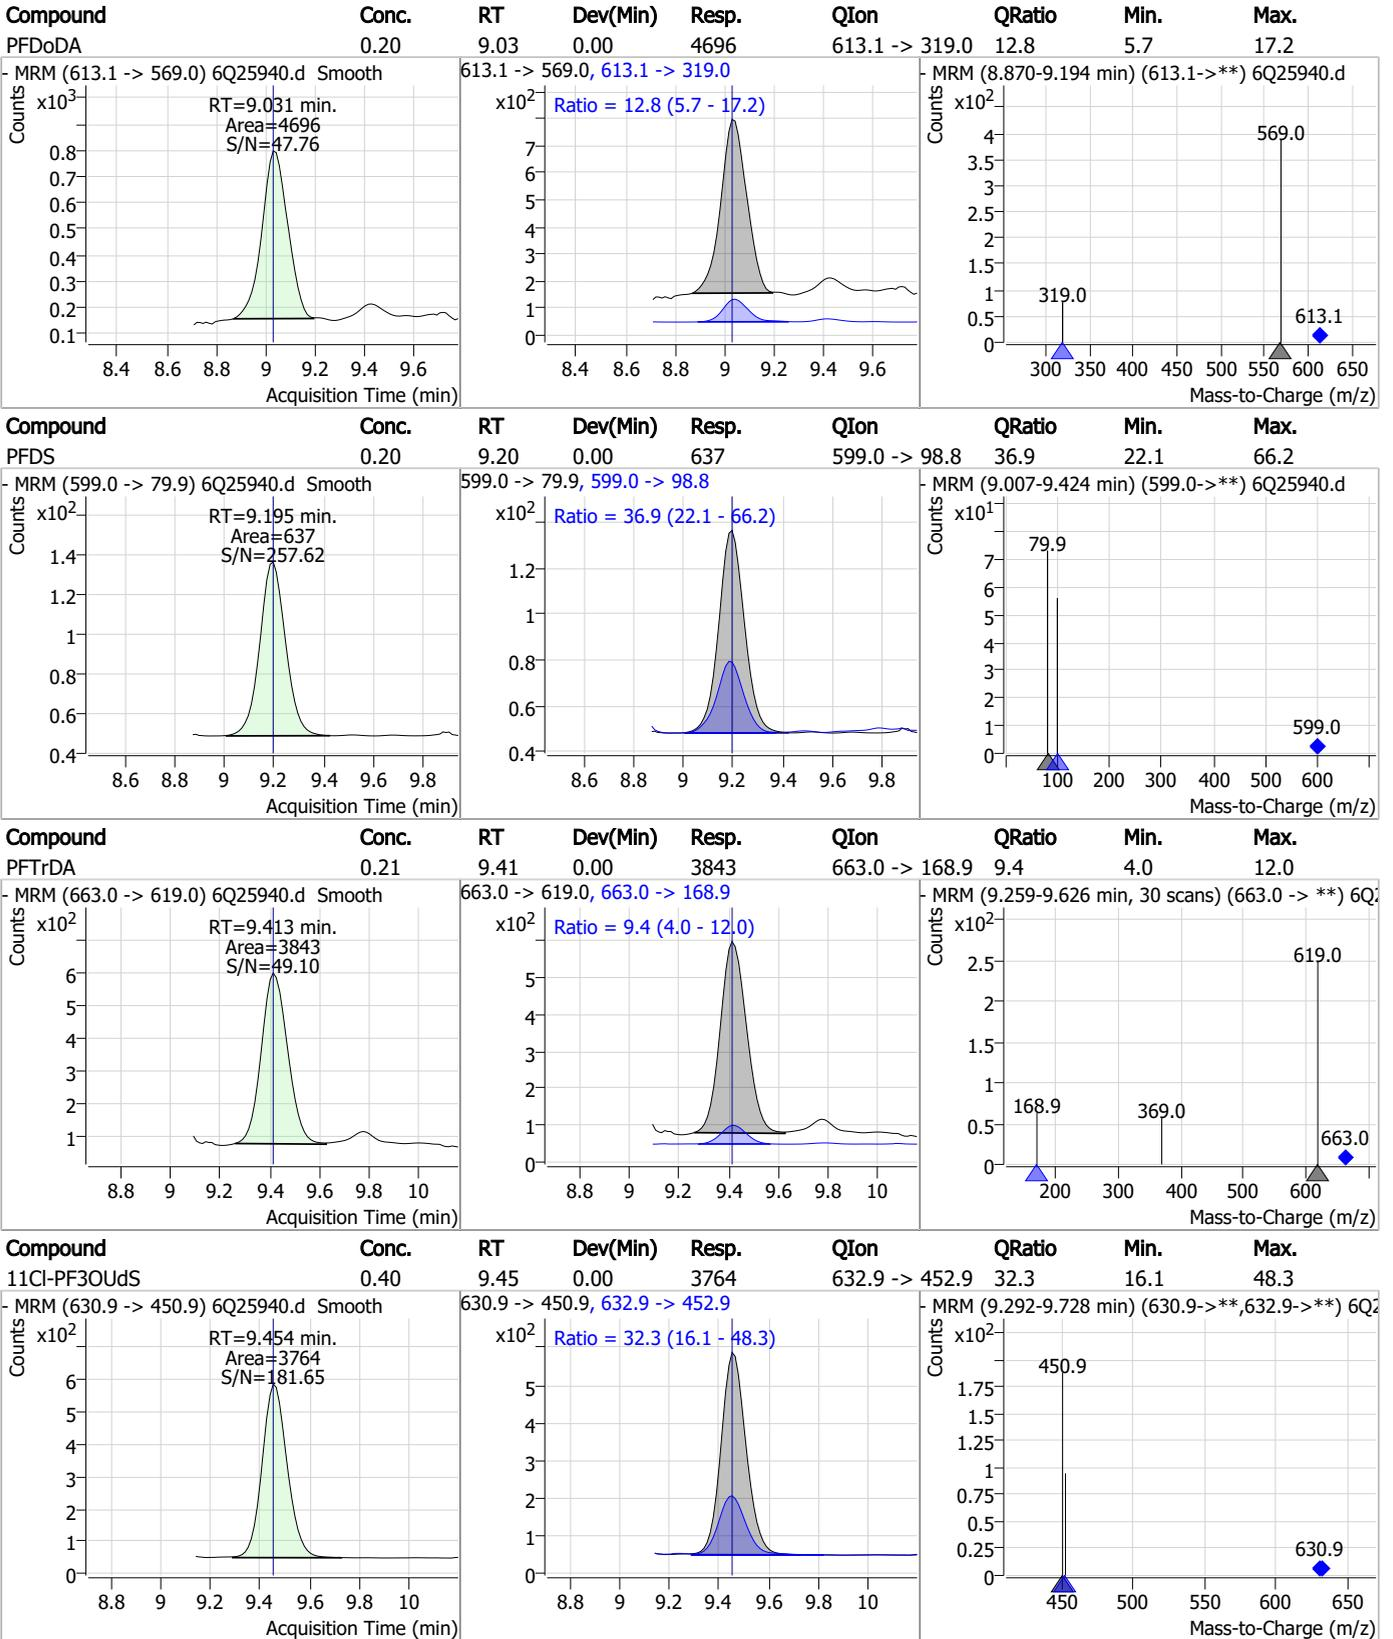 Compound Conc. RT Dev(Min) Resp. QIon QRatio Min. Max.
PFDoDA 0.20 9.03 0.00 4696 613.1 -> 319.0 12.8 5.7 17.2
- MRM (613.1 -> 569.0) 6Q25940.d Smooth
Counts
x10³
RT=9.031 min.
Area=4696
S/N=47.76
0.8
0.7
0.6
0.5
0.4
0.3
0.2
0.1
8.4 8.6 8.8 9 9.2 9.4 9.6
Acquisition Time (min)
613.1 -> 569.0, 613.1 -> 319.0
x10²
Ratio = 12.8 (5.7 - 17.2)
7
6
5
4
3
2
1
0
8.4 8.6 8.8 9 9.2 9.4 9.6
- MRM (8.870-9.194 min) (613.1->**) 6Q25940.d
Counts
x10²
4
3.5
3
2.5
2
1.5
1
0.5
0
569.0
319.0
613.1
300 350 400 450 500 550 600 650
Mass-to-Charge (m/z)
Compound Conc. RT Dev(Min) Resp. QIon QRatio Min. Max.
PFDS 0.20 9.20 0.00 637 599.0 -> 98.8 36.9 22.1 66.2
- MRM (599.0 -> 79.9) 6Q25940.d Smooth
Counts
x10²
RT=9.195 min.
Area=637
S/N=257.62
1.4
1.2
1
0.8
0.6
0.4
8.6 8.8 9 9.2 9.4 9.6 9.8
Acquisition Time (min)
599.0 -> 79.9, 599.0 -> 98.8
x10²
Ratio = 36.9 (22.1 - 66.2)
1.2
1
0.8
0.6
0.4
8.6 8.8 9 9.2 9.4 9.6 9.8
- MRM (9.007-9.424 min) (599.0->**) 6Q25940.d
Counts
x10¹
7
6
5
4
3
2
1
0
79.9
599.0
100 200 300 400 500 600
Mass-to-Charge (m/z)
Compound Conc. RT Dev(Min) Resp. QIon QRatio Min. Max.
PFTrDA 0.21 9.41 0.00 3843 663.0 -> 168.9 9.4 4.0 12.0
- MRM (663.0 -> 619.0) 6Q25940.d Smooth
Counts
x10²
RT=9.413 min.
Area=3843
S/N=49.10
6
5
4
3
2
1
8.8 9 9.2 9.4 9.6 9.8 10
Acquisition Time (min)
663.0 -> 619.0, 663.0 -> 168.9
x10²
Ratio = 9.4 (4.0 - 12.0)
5
4
3
2
1
0
8.8 9 9.2 9.4 9.6 9.8 10
- MRM (9.259-9.626 min, 30 scans) (663.0 -> **) 6Q2
Counts
x10²
2.5
2
1.5
1
0.5
0
619.0
168.9
369.0
663.0
200 300 400 500 600
Mass-to-Charge (m/z)
Compound Conc. RT Dev(Min) Resp. QIon QRatio Min. Max.
11Cl-PF3OUdS 0.40 9.45 0.00 3764 632.9 -> 452.9 32.3 16.1 48.3
- MRM (630.9 -> 450.9) 6Q25940.d Smooth
Counts
x10²
RT=9.454 min.
Area=3764
S/N=181.65
6
5
4
3
2
1
0
8.8 9 9.2 9.4 9.6 9.8 10
Acquisition Time (min)
630.9 -> 450.9, 632.9 -> 452.9
x10²
Ratio = 32.3 (16.1 - 48.3)
5
4
3
2
1
0
8.8 9 9.2 9.4 9.6 9.8 10
- MRM (9.292-9.728 min) (630.9->**,632.9->**) 6Q2
Counts
x10²
1.75
1.5
1.25
1
0.75
0.5
0.25
0
450.9
630.9
450 500 550 600 650
Mass-to-Charge (m/z)